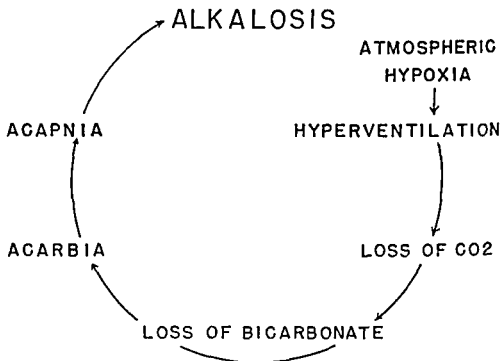 ALKALOSIS
ATMOSPHERIC
HYPOXIA
HYPERVENTILATION
LOSS OF CO2
LOSS OF BICARBONATE
ACARBIA
ACAPNIA